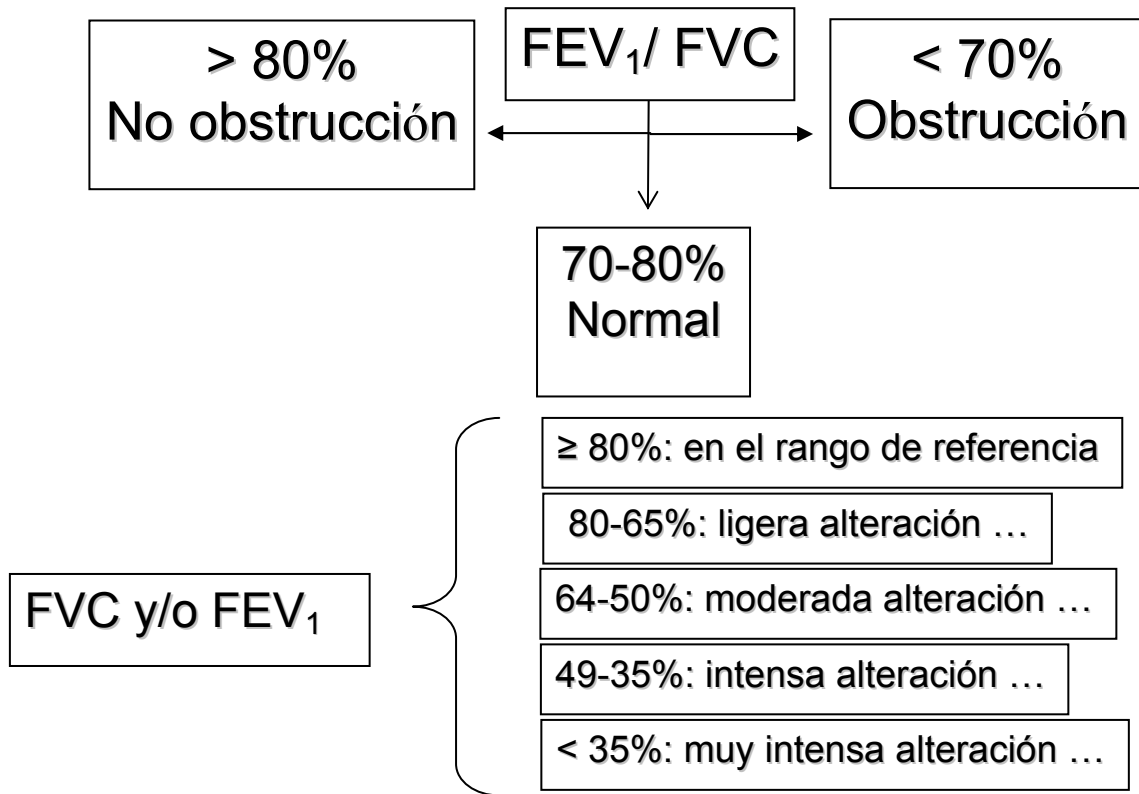 > 80%
No obstrucción
FEV₁/ FVC
< 70%
Obstrucción
70-80%
Normal
FVC y/o FEV₁
≥ 80%: en el rango de referencia
80-65%: ligera alteración …
64-50%: moderada alteración …
49-35%: intensa alteración …
< 35%: muy intensa alteración …